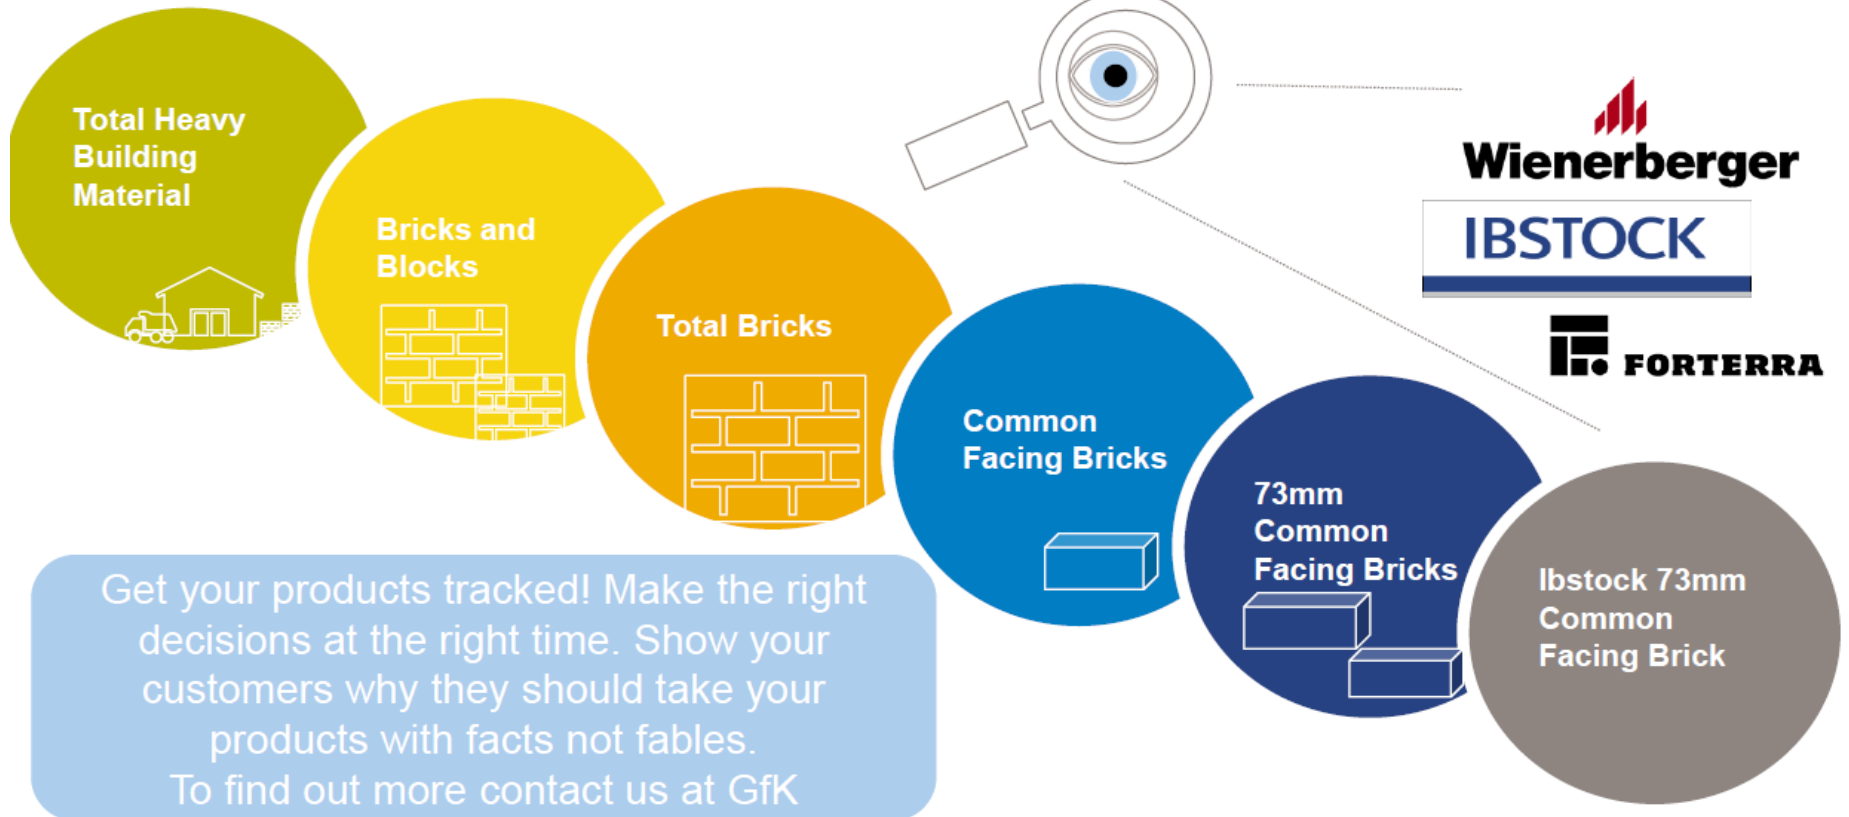 Total Heavy
Building
Material
Bricks and
Blocks
Total Bricks
Common
Facing Bricks
73mm
Common
Facing Bricks
Ibstock 73mm
Common
Facing Brick
Wienerberger
IBSTOCK
FORTERRA
Get your products tracked! Make the right
decisions at the right time. Show your
customers why they should take your
products with facts not fables.
To find out more contact us at GfK